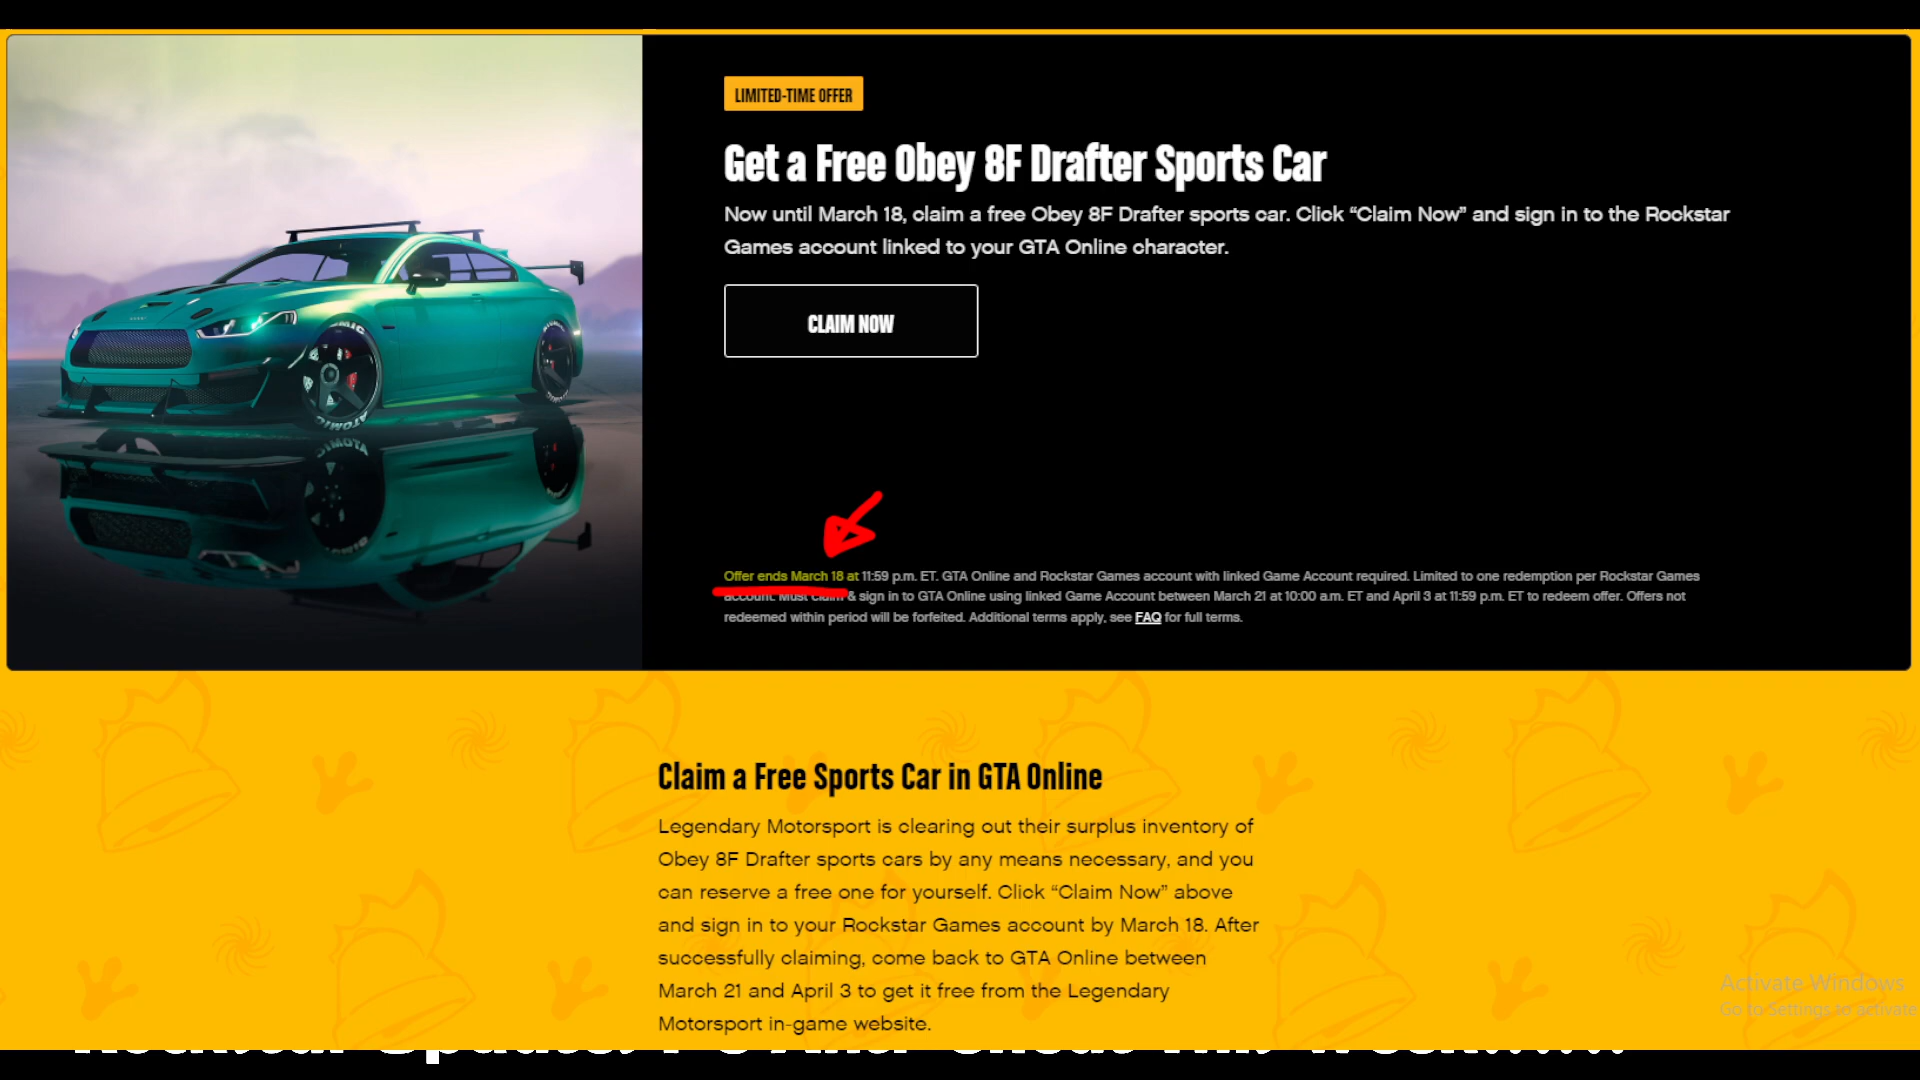 LIMITED-TIME OFFER
Get a Free Obey 8F Drafter Sports Car
Now until March 18, claim a free Obey 8F Drafter sports car. Click “Claim Now” and sign in to the Rockstar
Games account linked to your GTA Online character.
CLAIM NOW
Offer ends March 18 at 11:59 p.m. ET. GTA Online and Rockstar Games account with linked Game Account required. Limited to one redemption per Rockstar Games
account. Must claim & sign in to GTA Online using linked Game Account between March 21 at 10:00 a.m. ET and April 3 at 11:59 p.m. ET to redeem offer. Offers not
redeemed within period will be forfeited. Additional terms apply, see FAQ for full terms.
Claim a Free Sports Car in GTA Online
Legendary Motorsport is clearing out their surplus inventory of
Obey 8F Drafter sports cars by any means necessary, and you
can reserve a free one for yourself. Click “Claim Now” above
and sign in to your Rockstar Games account by March 18. After
successfully claiming, come back to GTA Online between
March 21 and April 3 to get it free from the Legendary
Motorsport in-game website.
Activate Windows
Go to Settings to activate
ATOMIC